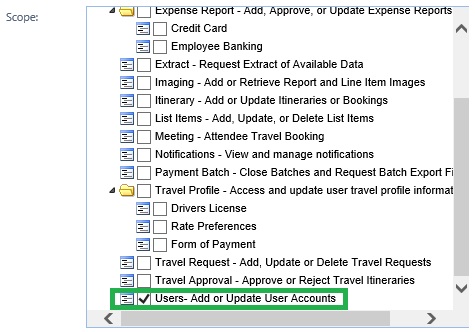 Scope:
Expense Report - Add, Approve, or Update Expense Reports
Credit Card
Employee Banking
Extract - Request Extract of Available Data
Imaging - Add or Retrieve Report and Line Item Images
Itinerary - Add or Update Itineraries or Bookings
List Items - Add, Update, or Delete List Items
Meeting - Attendee Travel Booking
Notifications - View and manage notifications
Payment Batch - Close Batches and Request Batch Export Fi
Travel Profile - Access and update user travel profile informat
Drivers License
Rate Preferences
Form of Payment
Travel Request - Add, Update or Delete Travel Requests
Travel Approval - Approve or Reject Travel Itineraries
Users- Add or Update User Accounts